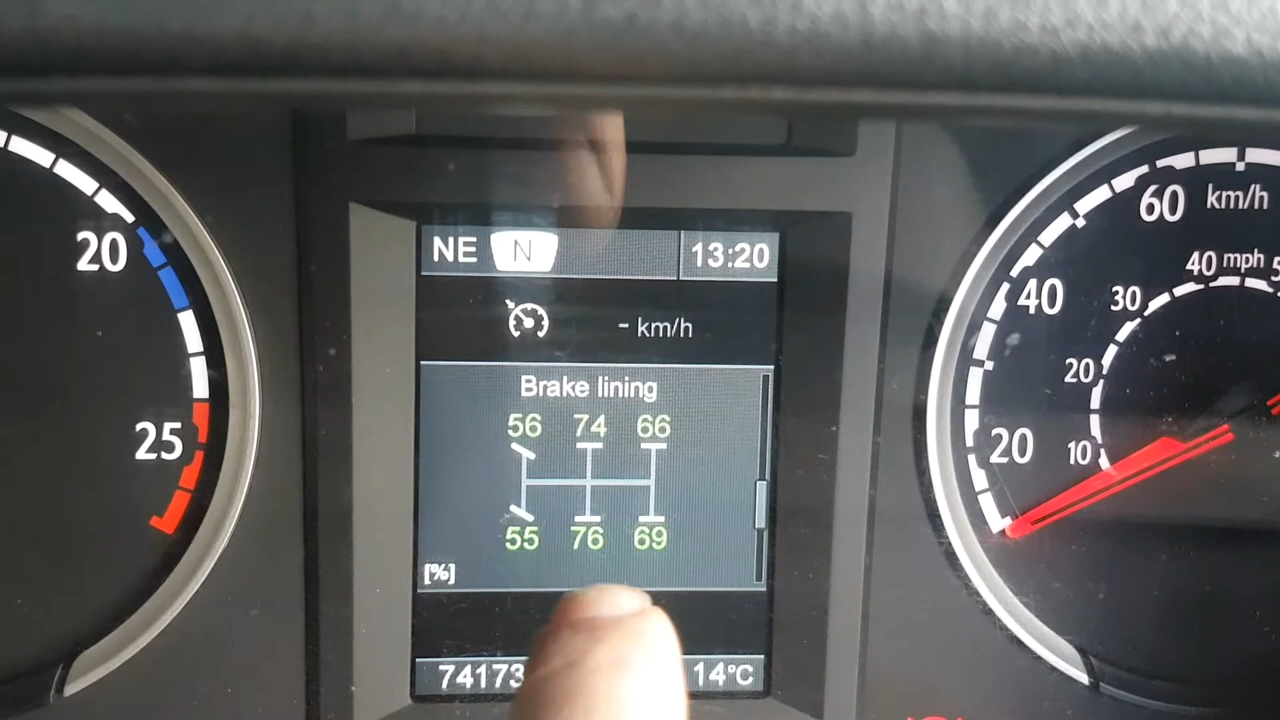 NE N 13:20
- km/h
Brake lining
56 74 66
55 76 69
[%]
74173 14°C
20
25
60 km/h
40
20
40 mph
30
20
10